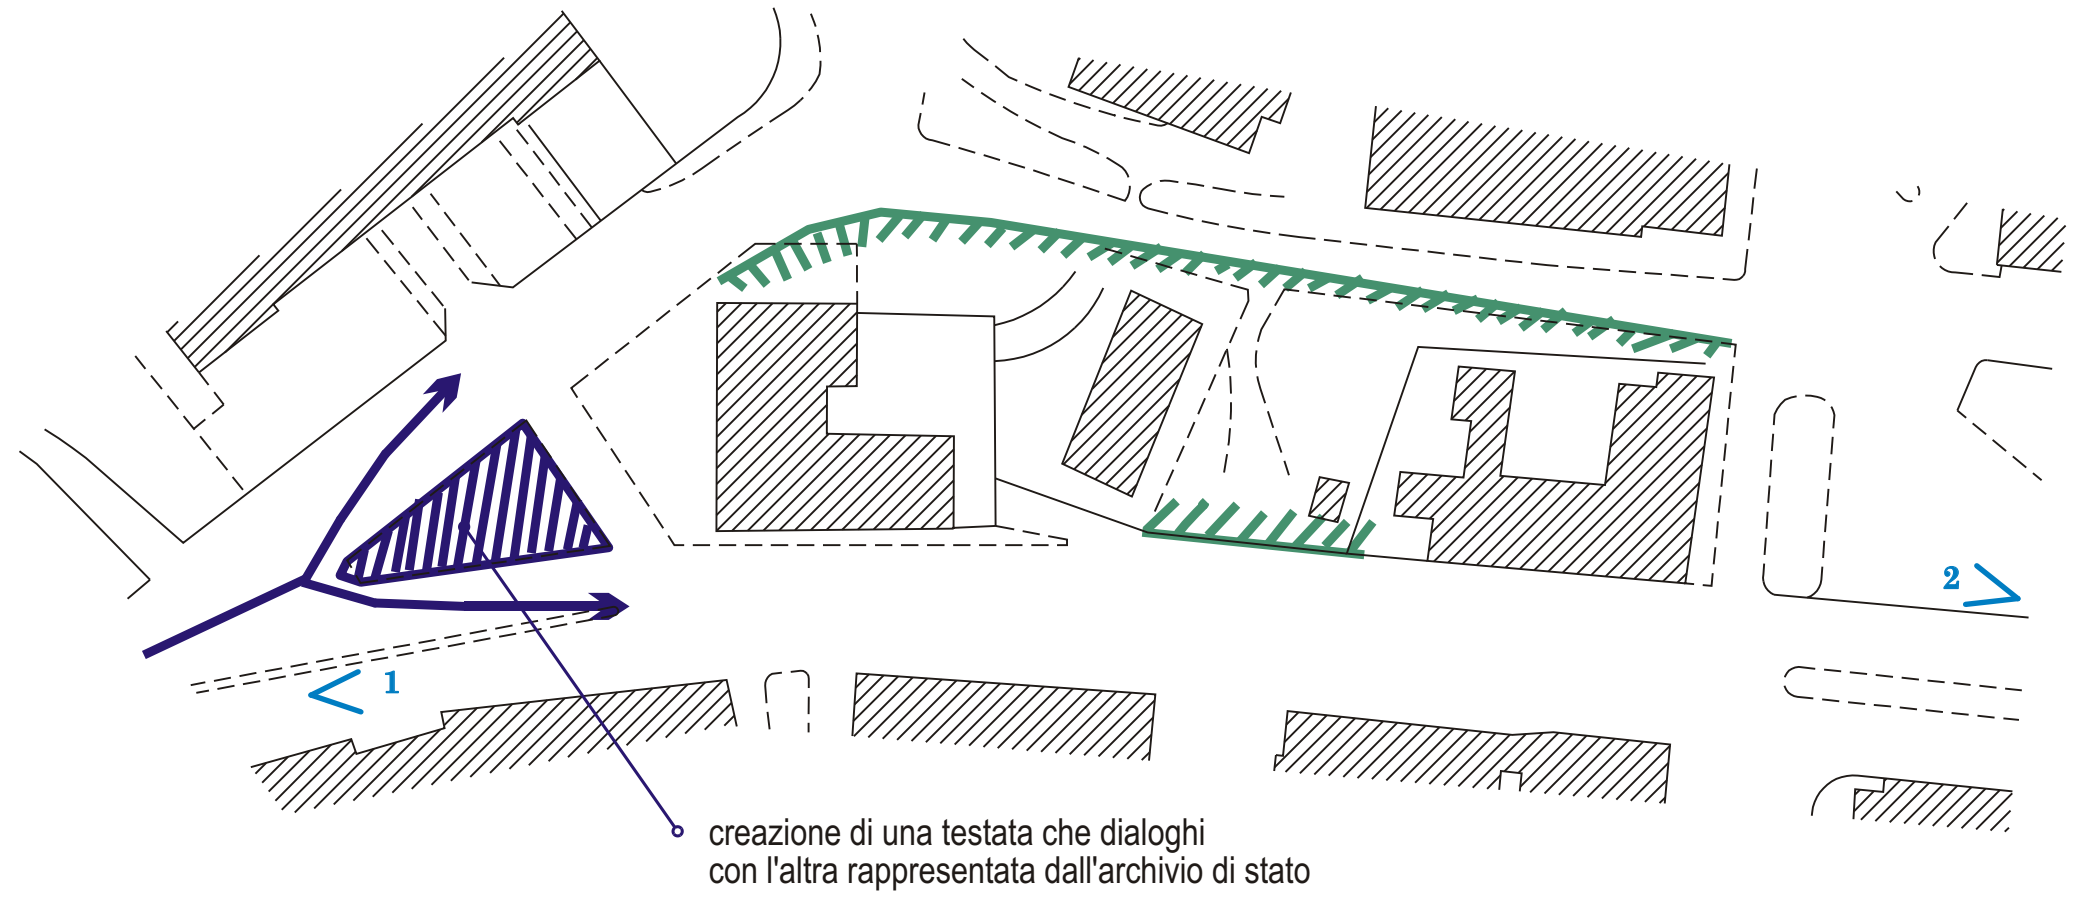 2
1
creazione di una testata che dialoghi
con l'altra rappresentata dall'archivio di stato